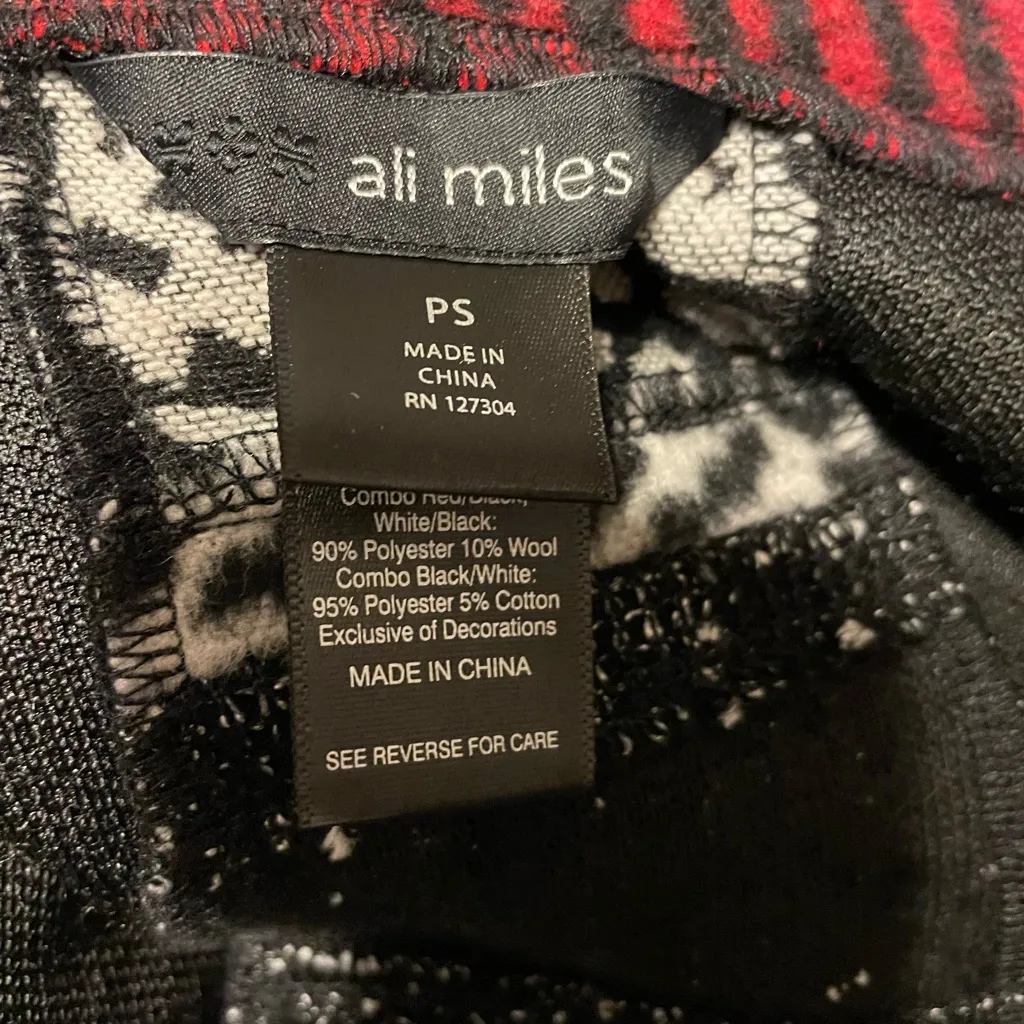 ali miles
PS
MADE IN
CHINA
RN 127304
Combo Red/Black,
White/Black:
90% Polyester 10% Wool
Combo Black/White:
95% Polyester 5% Cotton
Exclusive of Decorations
MADE IN CHINA
SEE REVERSE FOR CARE